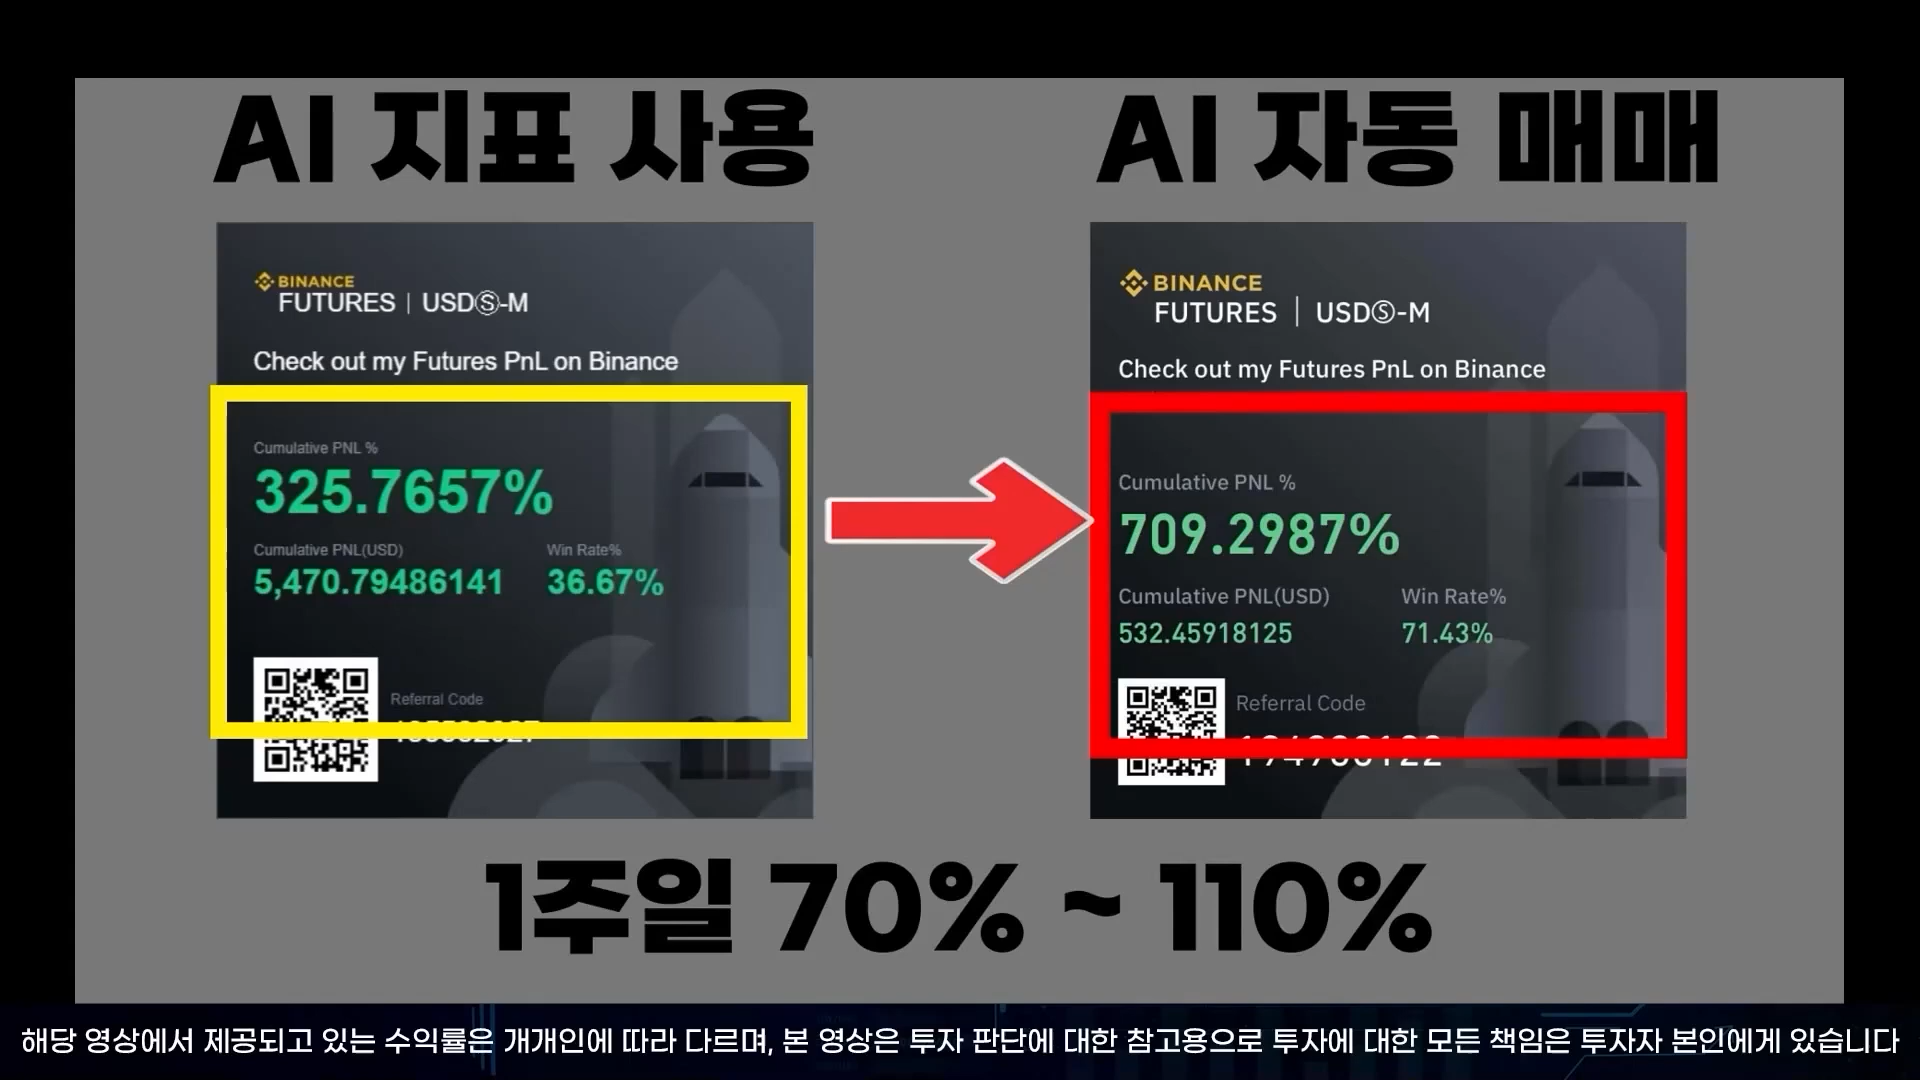 AI 지표 사용
AI 자동 매매
BINANCE
FUTURES | USDⓈ-M
Check out my Futures PnL on Binance
Cumulative PNL %
325.7657%
Cumulative PNL(USD) Win Rate%
5,470.79486141 36.67%
Referral Code
BINANCE
FUTURES | USDⓈ-M
Check out my Futures PnL on Binance
Cumulative PNL %
709.2987%
Cumulative PNL(USD) Win Rate%
532.45918125 71.43%
Referral Code
1주일 70% ~ 110%
해당 영상에서 제공되고 있는 수익률은 개개인에 따라 다르며, 본 영상은 투자 판단에 대한 참고용으로 투자에 대한 모든 책임은 투자자 본인에게 있습니다